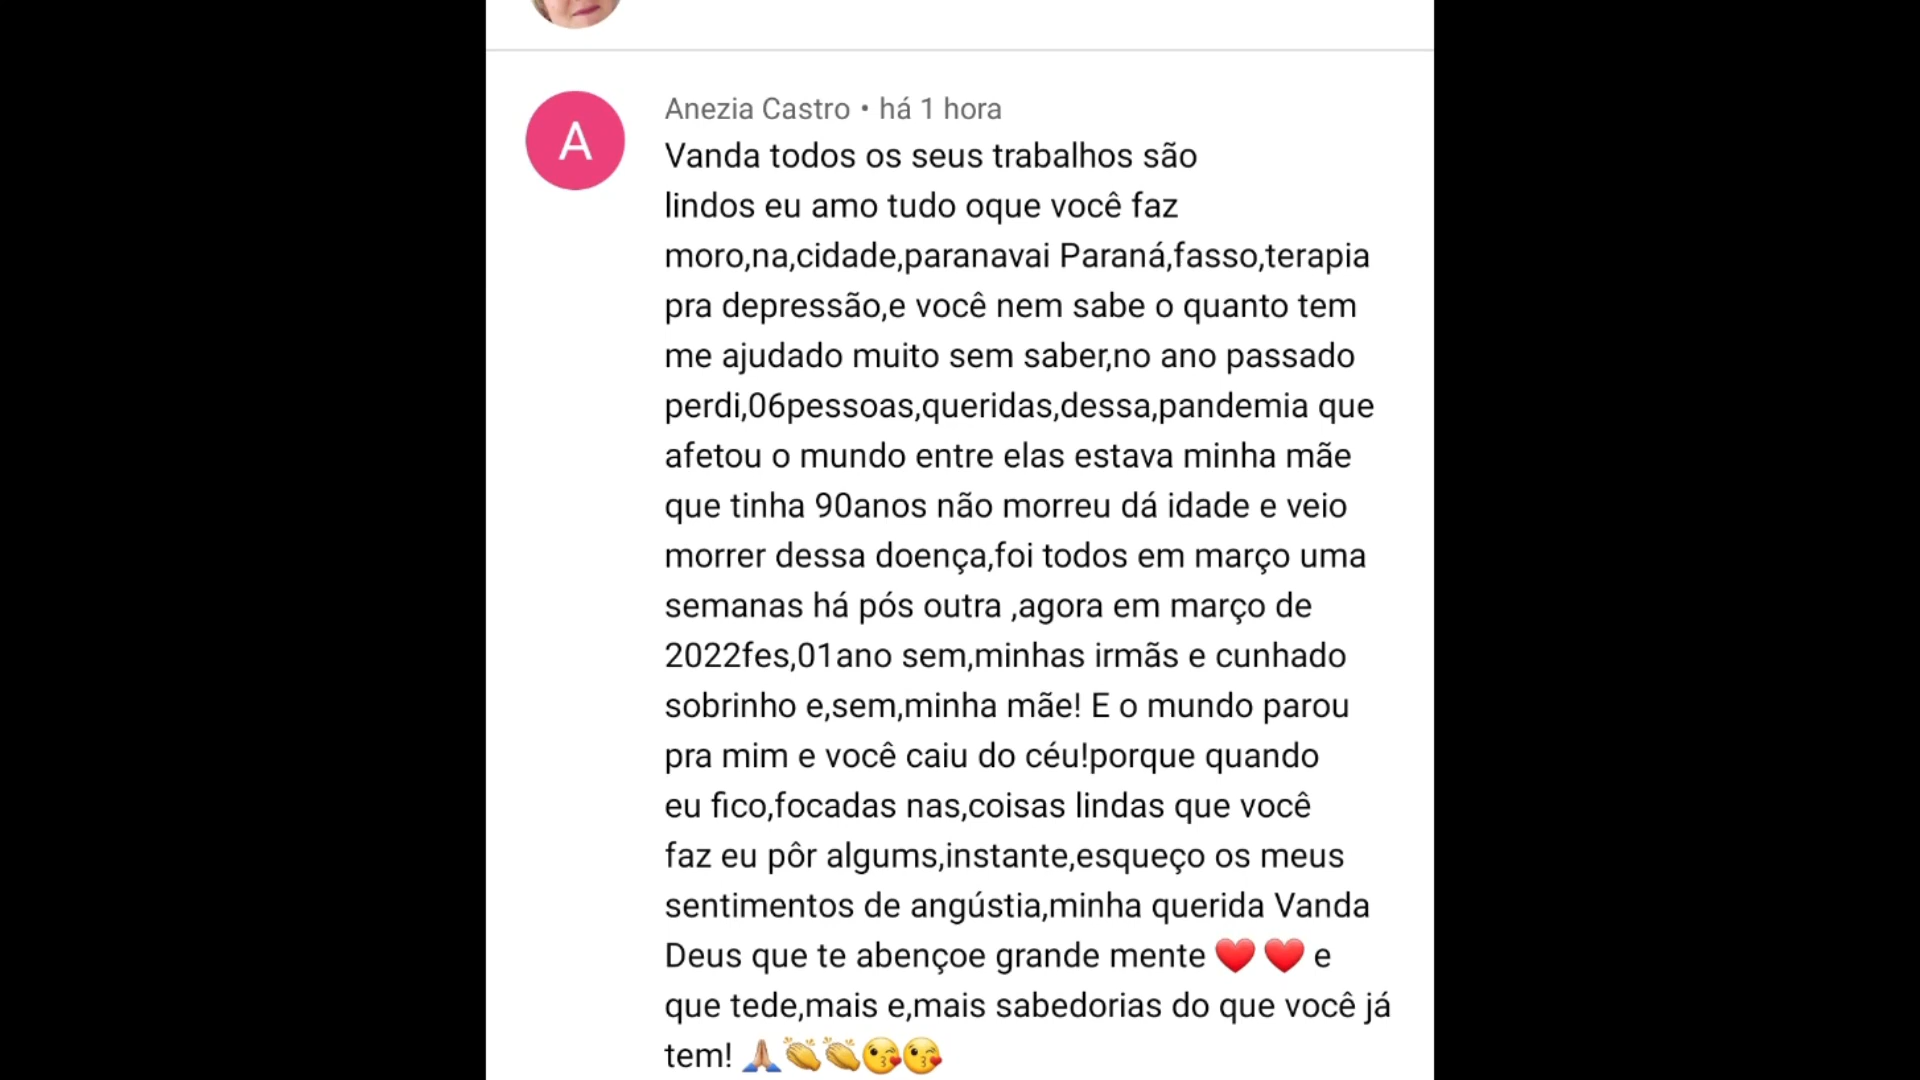 A
Anezia Castro • há 1 hora
Vanda todos os seus trabalhos são
lindos eu amo tudo oque você faz
moro,na,cidade,paranavai Paraná,fasso,terapia
pra depressão,e você nem sabe o quanto tem
me ajudado muito sem saber,no ano passado
perdi,06pessoas,queridas,dessa,pandemia que
afetou o mundo entre elas estava minha mãe
que tinha 90anos não morreu dá idade e veio
morrer dessa doença,foi todos em março uma
semanas há pós outra ,agora em março de
2022fes,01ano sem,minhas irmãs e cunhado
sobrinho e,sem,minha mãe! E o mundo parou
pra mim e você caiu do céu!porque quando
eu fico,focadas nas,coisas lindas que você
faz eu pôr algums,instante,esqueço os meus
sentimentos de angústia,minha querida Vanda
Deus que te abençoe grande mente ❤️ ❤️ e
que tede,mais e,mais sabedorias do que você já
tem! 🙏🏼👏👏😘😘